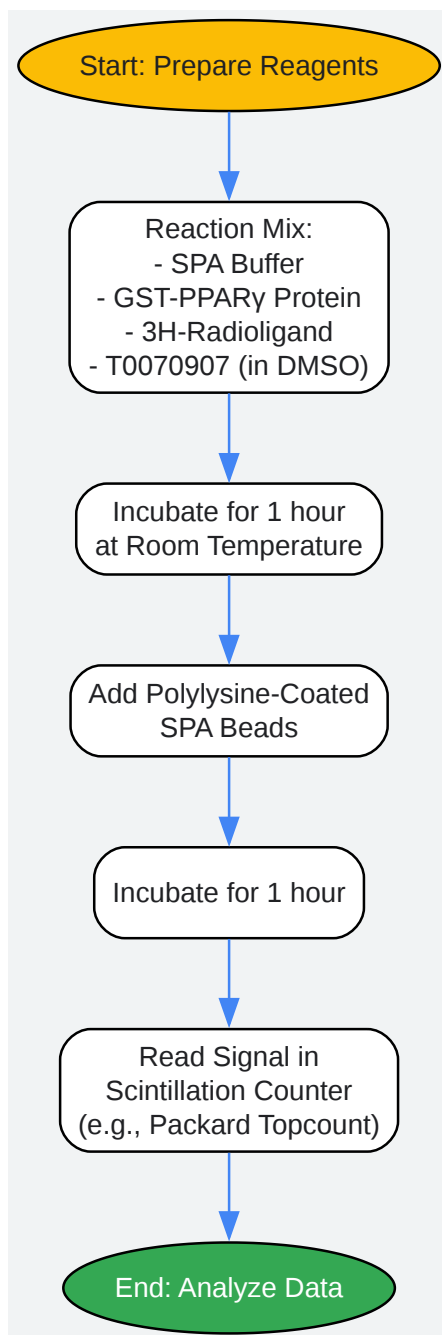 Start: Prepare Reagents
Reaction Mix:
- SPA Buffer
- GST-PPARγ Protein
- 3H-Radioligand
- T0070907 (in DMSO)
Incubate for 1 hour
at Room Temperature
Add Polylysine-Coated
SPA Beads
Incubate for 1 hour
Read Signal in
Scintillation Counter
(e.g., Packard Topcount)
End: Analyze Data